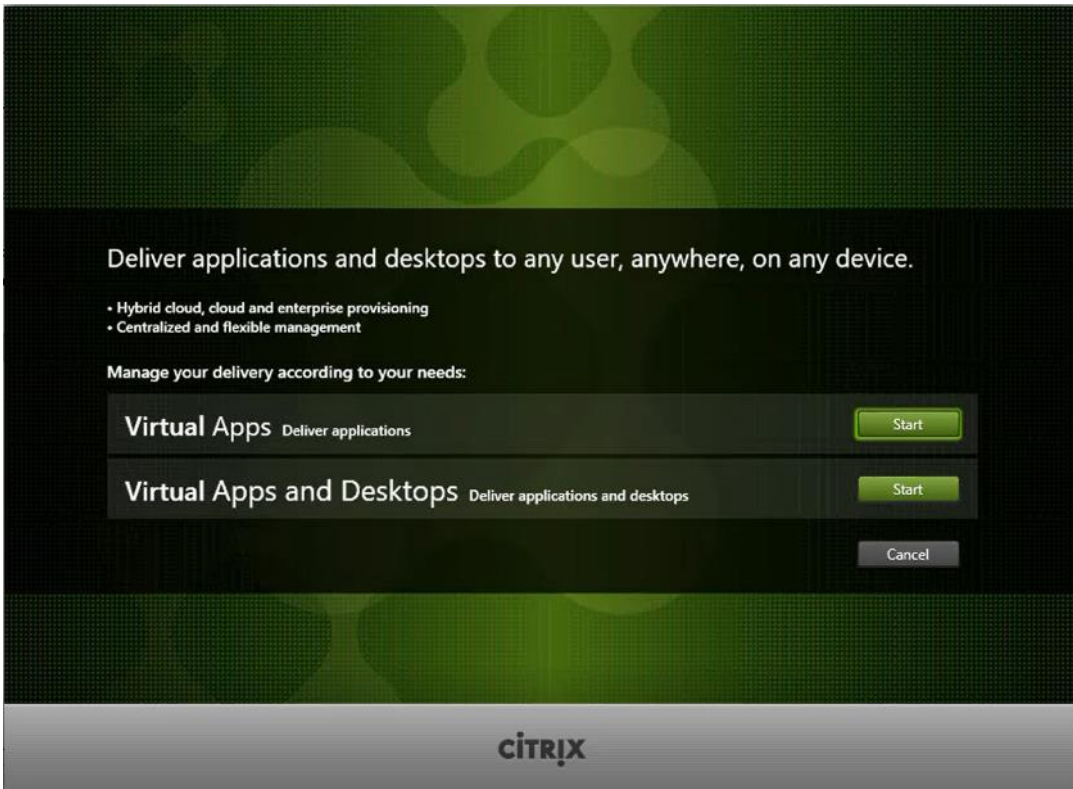 Deliver applications and desktops to any user, anywhere, on any device.
• Hybrid cloud, cloud and enterprise provisioning
• Centralized and flexible management
Manage your delivery according to your needs:
Virtual Apps Deliver applications Start
Virtual Apps and Desktops Deliver applications and desktops Start
Cancel
CİTRIX